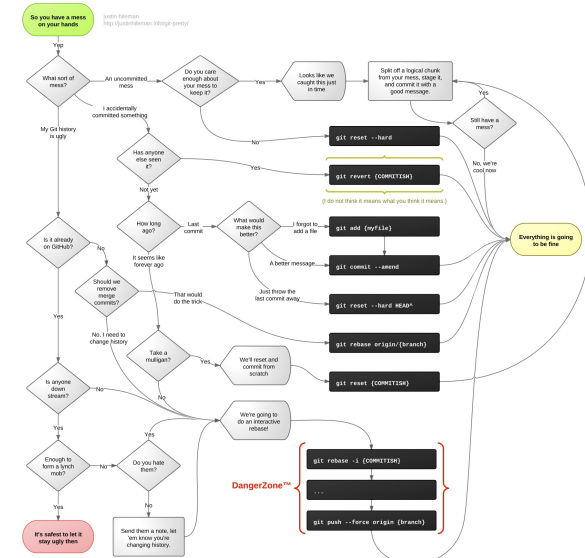 So you have a mess
on your hands
justin hileman
http://justinhileman.info/git-pretty/
Yep
What sort of
mess?
An uncommitted
mess
Do you care
enough about
your mess to
keep it?
Yes
Looks like we
caught this just
in time
Split off a logical chunk
from your mess, stage it,
and commit it with a
good message.
Yes
Still have a
mess?
No, we're
cool now
I accidentally
committed something
My Git history
is ugly
No
git reset --hard
Has anyone
else seen
it?
Yes
git revert {COMMITISH}
(I do not think it means what you think it means.)
Not yet
How long
ago?
Last
commit
What would
make this
better?
I forgot to
add a file
git add {myfile}
Everything is going
to be fine
A better message
git commit --amend
Just throw the
last commit away
git reset --hard HEAD^
Is it already
on GitHub?
No
It seems like
forever ago
Should we
remove
merge
commits?
That would
do the trick
git rebase origin/{branch}
Yes
No, I need to
change history
Take a
mulligan?
Yes
We'll reset and
commit from
scratch
git reset {COMMITISH}
No
Is anyone
down
stream?
No
We're going to
do an interactive
rebase!
Yes
Yes
Enough to
form a lynch
mob?
No
Do you hate
them?
git rebase -i {COMMITISH}
DangerZone™
...
git push --force origin {branch}
Yes
No
It's safest to let it
stay ugly then
Send them a note, let
'em know you're
changing history.